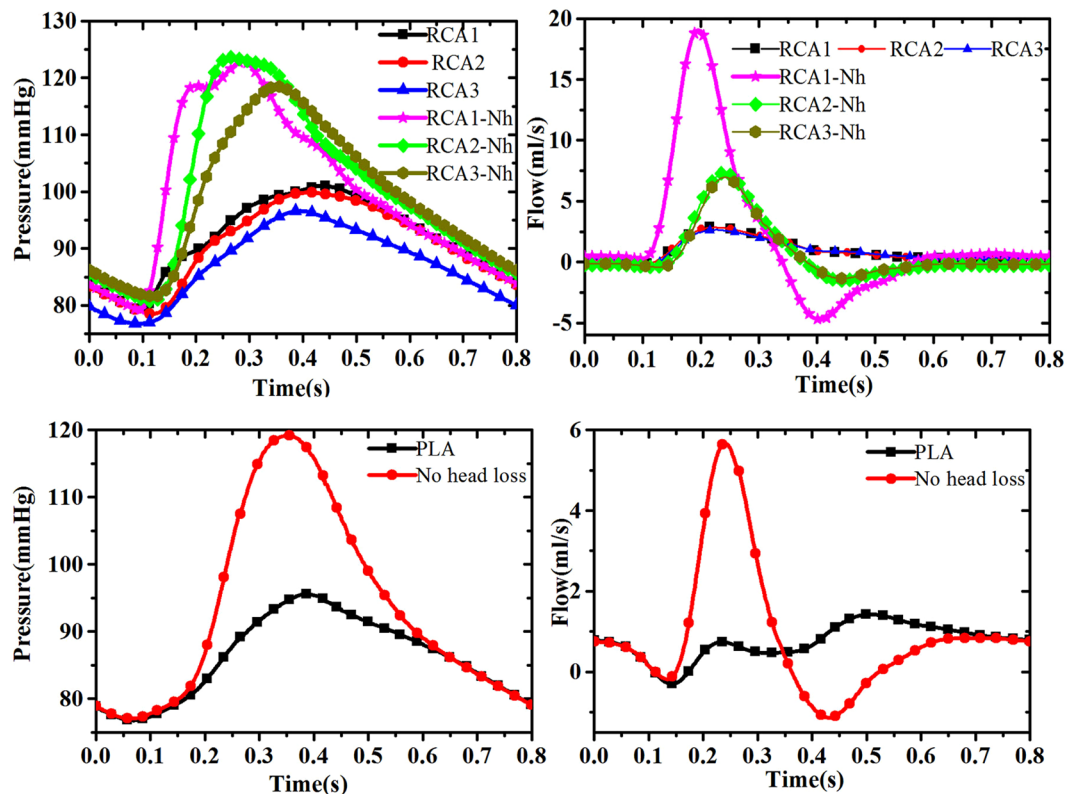 Pressure(mmHg)
130
120
110
100
90
80
RCA1
RCA2
RCA3
RCA1-Nh
RCA2-Nh
RCA3-Nh
0.0 0.1 0.2 0.3 0.4 0.5 0.6 0.7 0.8
Time(s)
Flow(ml/s)
20
15
10
5
0
-5
RCA1 RCA2 RCA3
RCA1-Nh
RCA2-Nh
RCA3-Nh
0.0 0.1 0.2 0.3 0.4 0.5 0.6 0.7 0.8
Time(s)
Pressure(mmHg)
120
110
100
90
80
PLA
No head loss
0.0 0.1 0.2 0.3 0.4 0.5 0.6 0.7 0.8
Time(s)
Flow(ml/s)
6
4
2
0
PLA
No head loss
0.0 0.1 0.2 0.3 0.4 0.5 0.6 0.7 0.8
Time(s)